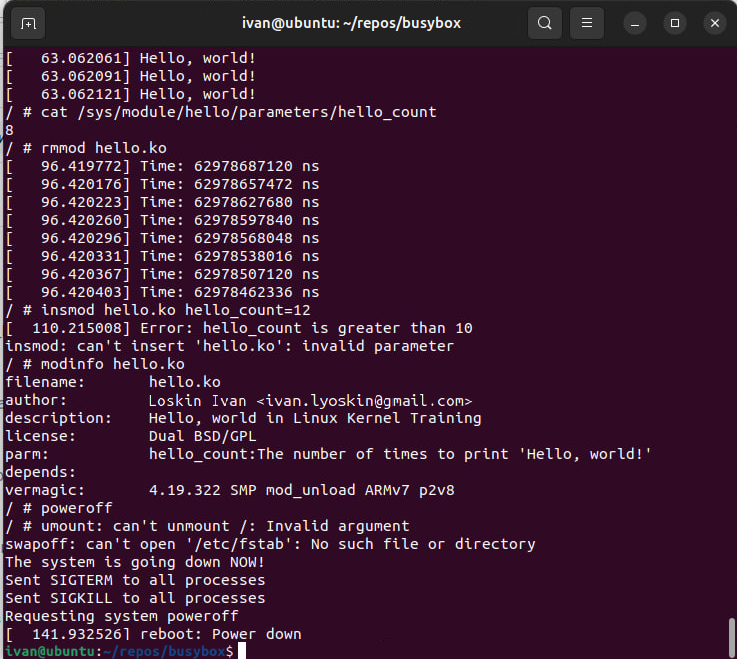 ivan@ubuntu: ~/repos/busybox
[   63.062061] Hello, world!
[   63.062091] Hello, world!
[   63.062121] Hello, world!
/ # cat /sys/module/hello/parameters/hello_count
8
/ # rmmod hello.ko
[   96.419772] Time: 62978687120 ns
[   96.420176] Time: 62978657472 ns
[   96.420223] Time: 62978627680 ns
[   96.420260] Time: 62978597840 ns
[   96.420296] Time: 62978568048 ns
[   96.420331] Time: 62978538016 ns
[   96.420367] Time: 62978507120 ns
[   96.420403] Time: 62978462336 ns
/ # insmod hello.ko hello_count=12
[  110.215008] Error: hello_count is greater than 10
insmod: can't insert 'hello.ko': invalid parameter
/ # modinfo hello.ko
filename:       hello.ko
author:         Loskin Ivan <ivan.lyoskin@gmail.com>
description:    Hello, world in Linux Kernel Training
license:        Dual BSD/GPL
parm:           hello_count:The number of times to print 'Hello, world!'
depends:
vermagic:       4.19.322 SMP mod_unload ARMv7 p2v8
/ # poweroff
/ # umount: can't unmount /: Invalid argument
swapoff: can't open '/etc/fstab': No such file or directory
The system is going down NOW!
Sent SIGTERM to all processes
Sent SIGKILL to all processes
Requesting system poweroff
[  141.932526] reboot: Power down
ivan@ubuntu:~/repos/busybox$